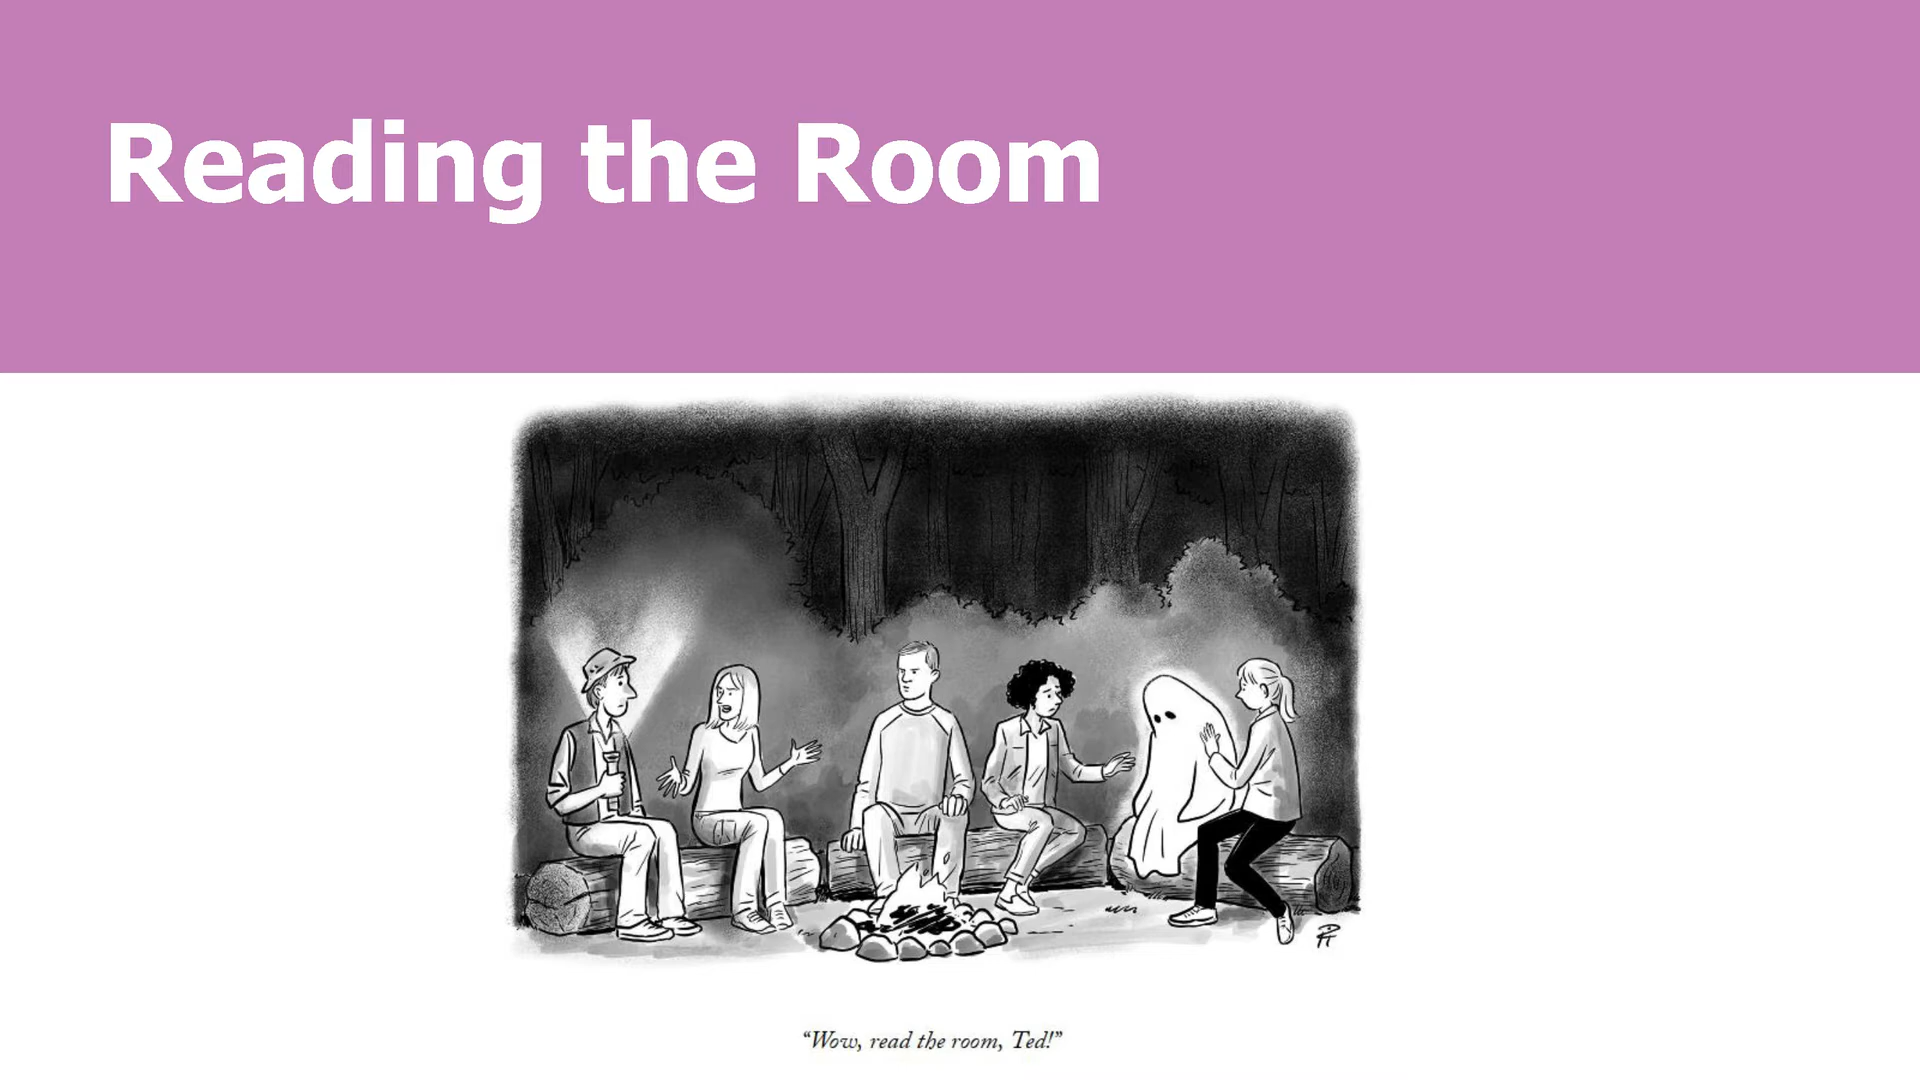 Reading the Room
“Wow, read the room, Ted!”